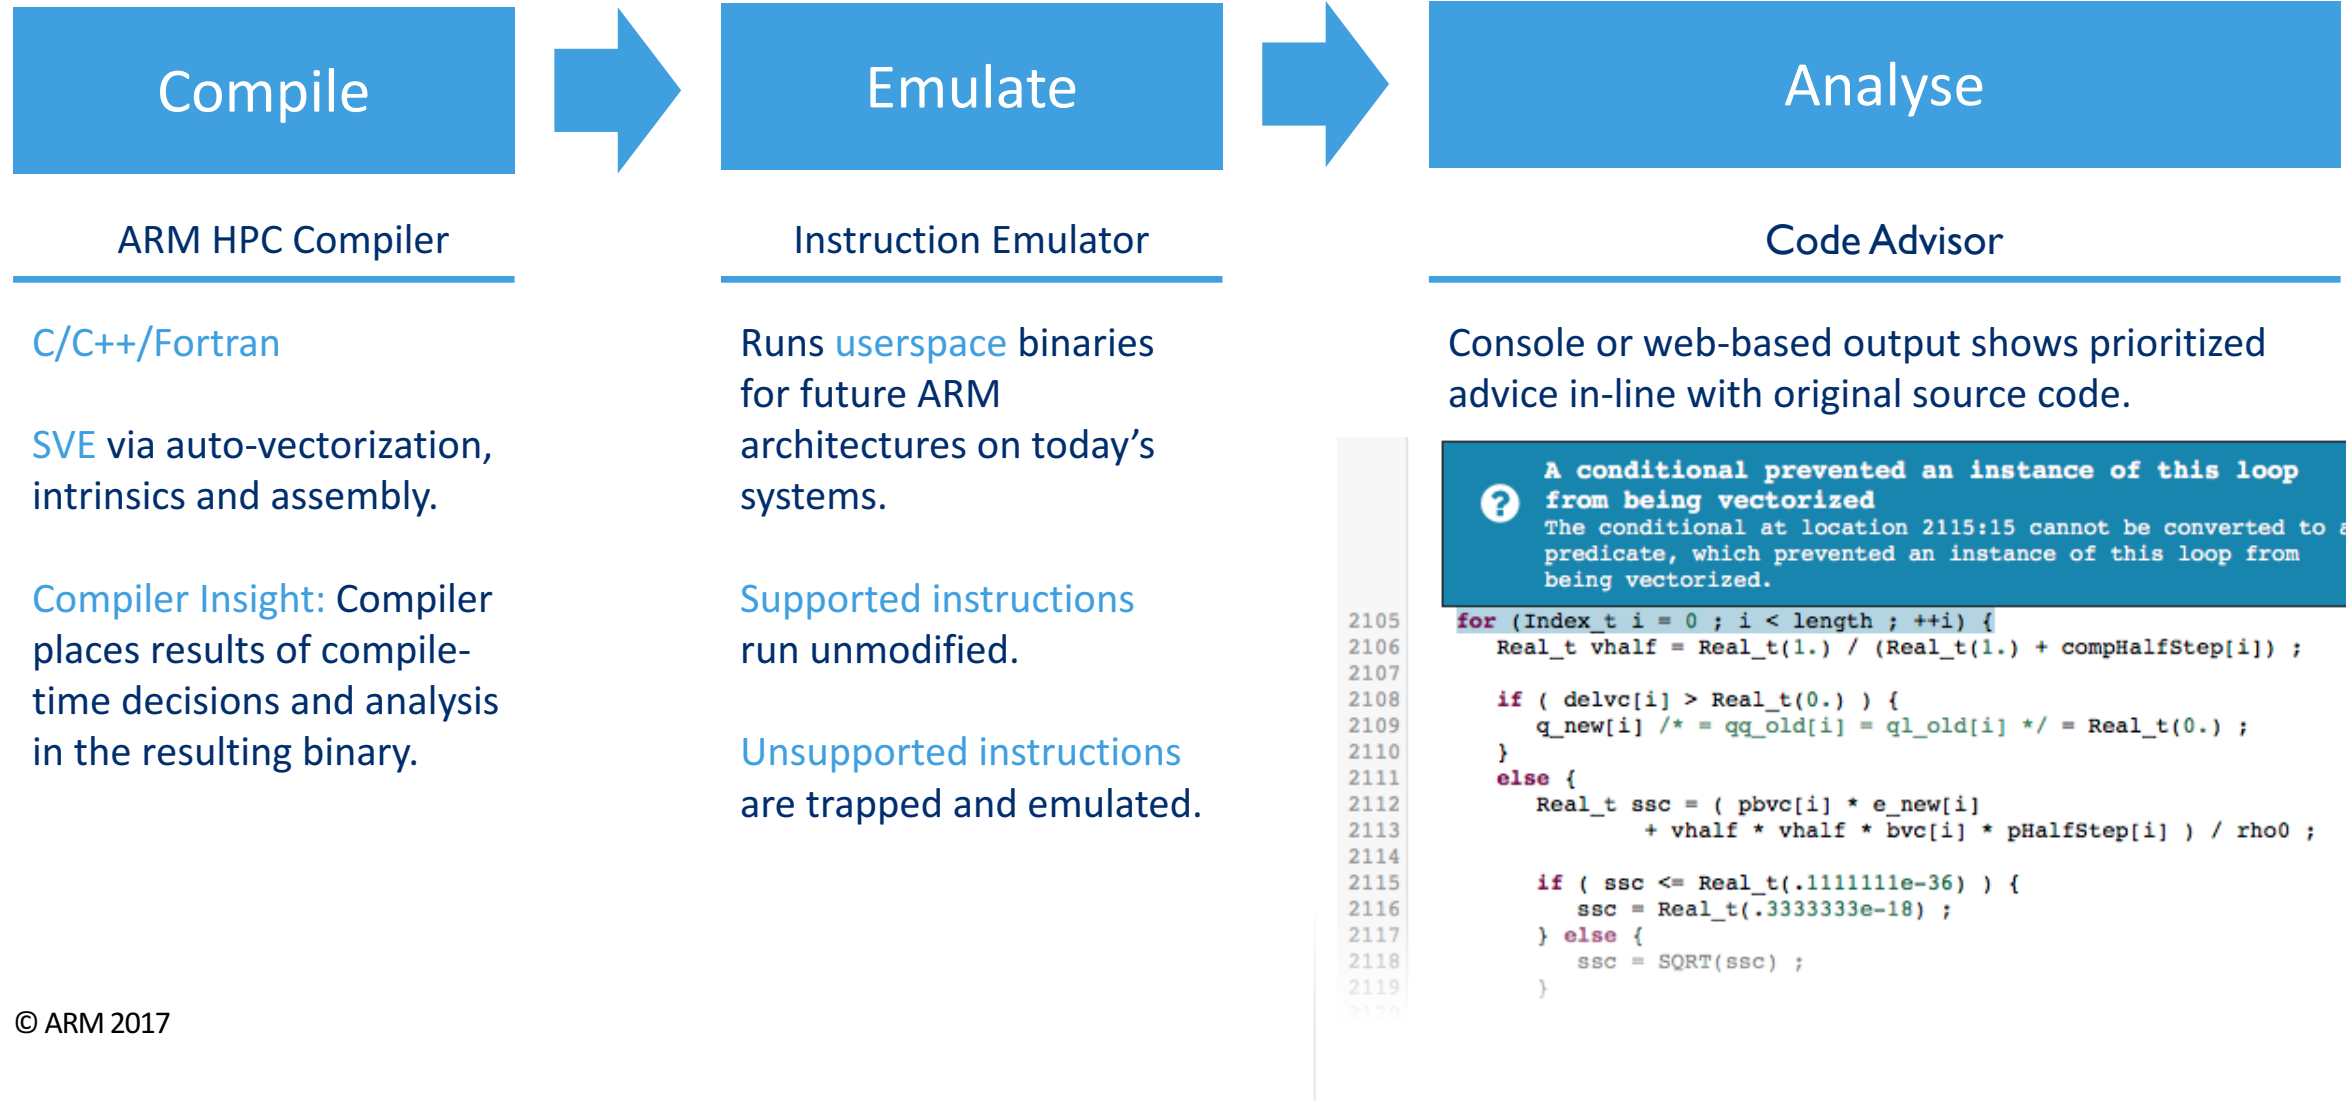 Compile
Emulate
Analyse
ARM HPC Compiler
C/C++/Fortran
SVE via auto-vectorization,
intrinsics and assembly.
Compiler Insight: Compiler
places results of compile-
time decisions and analysis
in the resulting binary.
Instruction Emulator
Runs userspace binaries
for future ARM
architectures on today’s
systems.
Supported instructions
run unmodified.
Unsupported instructions
are trapped and emulated.
Code Advisor
Console or web-based output shows prioritized
advice in-line with original source code.
A conditional prevented an instance of this loop
from being vectorized
The conditional at location 2115:15 cannot be converted to a
predicate, which prevented an instance of this loop from
being vectorized.
2105 for (Index_t i = 0 ; i < length ; ++i) {
2106 Real_t vhalf = Real_t(1.) / (Real_t(1.) + compHalfStep[i]) ;
2107
2108 if ( delvc[i] > Real_t(0.) ) {
2109 q_new[i] /* = qq_old[i] = ql_old[i] */ = Real_t(0.) ;
2110 }
2111 else {
2112 Real_t ssc = ( pbvc[i] * e_new[i]
2113 + vhalf * vhalf * bvc[i] * pHalfStep[i] ) / rho0 ;
2114
2115 if ( ssc <= Real_t(.1111111e-36) ) {
2116 ssc = Real_t(.3333333e-18) ;
2117 } else {
2118 ssc = SQRT(ssc) ;
2119 }
2120
© ARM 2017